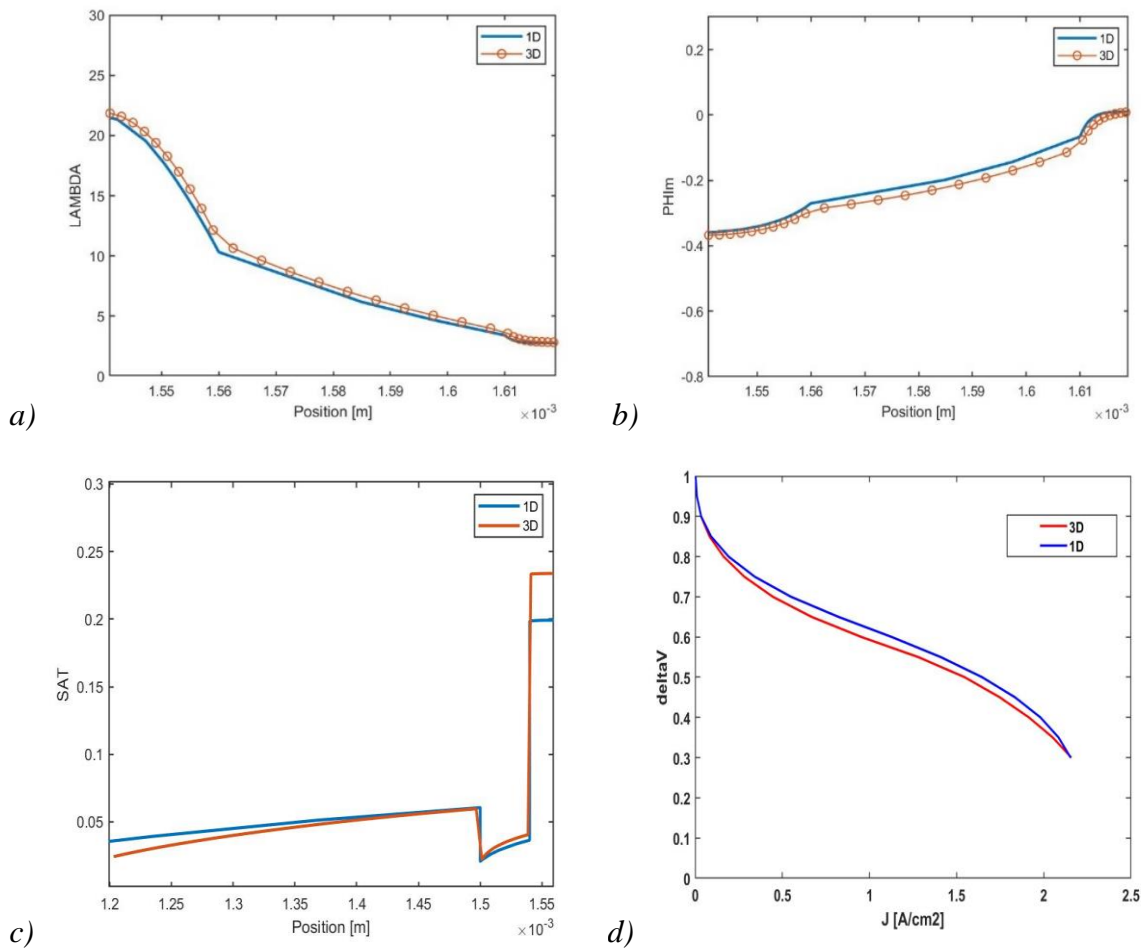 30
25
20
15
10
5
0
LAMBDA
1D
3D
1.55 1.56 1.57 1.58 1.59 1.6 1.61
Position [m]
×10-3
a)
0.2
0
-0.2
-0.4
-0.6
-0.8
PHIm
1D
3D
1.55 1.56 1.57 1.58 1.59 1.6 1.61
Position [m]
×10-3
b)
0.3
0.25
0.2
0.15
0.1
0.05
SAT
1D
3D
1.2 1.25 1.3 1.35 1.4 1.45 1.5 1.55
Position [m]
×10-3
c)
1
0.9
0.8
0.7
0.6
0.5
0.4
0.3
0.2
0.1
0
deltaV
3D
1D
0 0.5 1 1.5 2 2.5
J [A/cm2]
d)